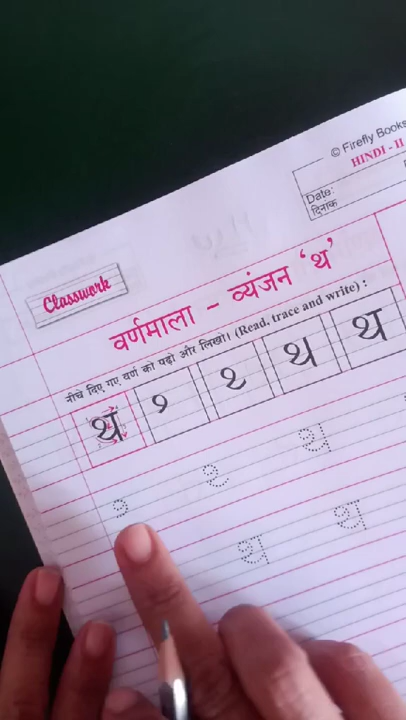 © Firefly Books
HINDI - II
Date:
दिनांक
Classwork
वर्णमाला – व्यंजन ‘थ’
नीचे दिए गए वर्ण को पढ़ो और लिखो। (Read, trace and write) :
थ थ थ
थ
थ थ